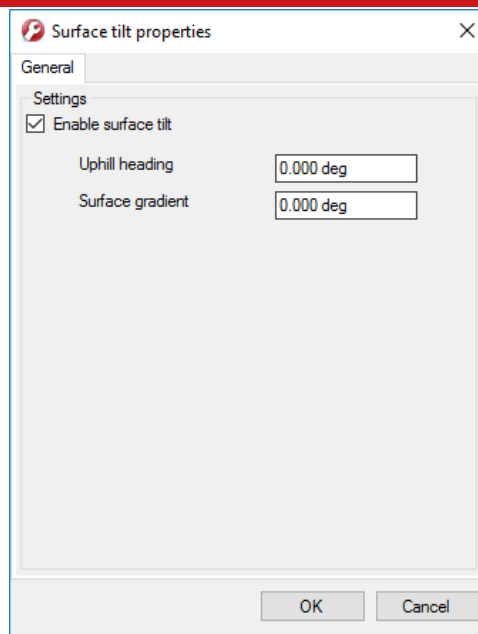 Surface tilt properties
General
Settings
Enable surface tilt
Uphill heading 0.000 deg
Surface gradient 0.000 deg
OK Cancel